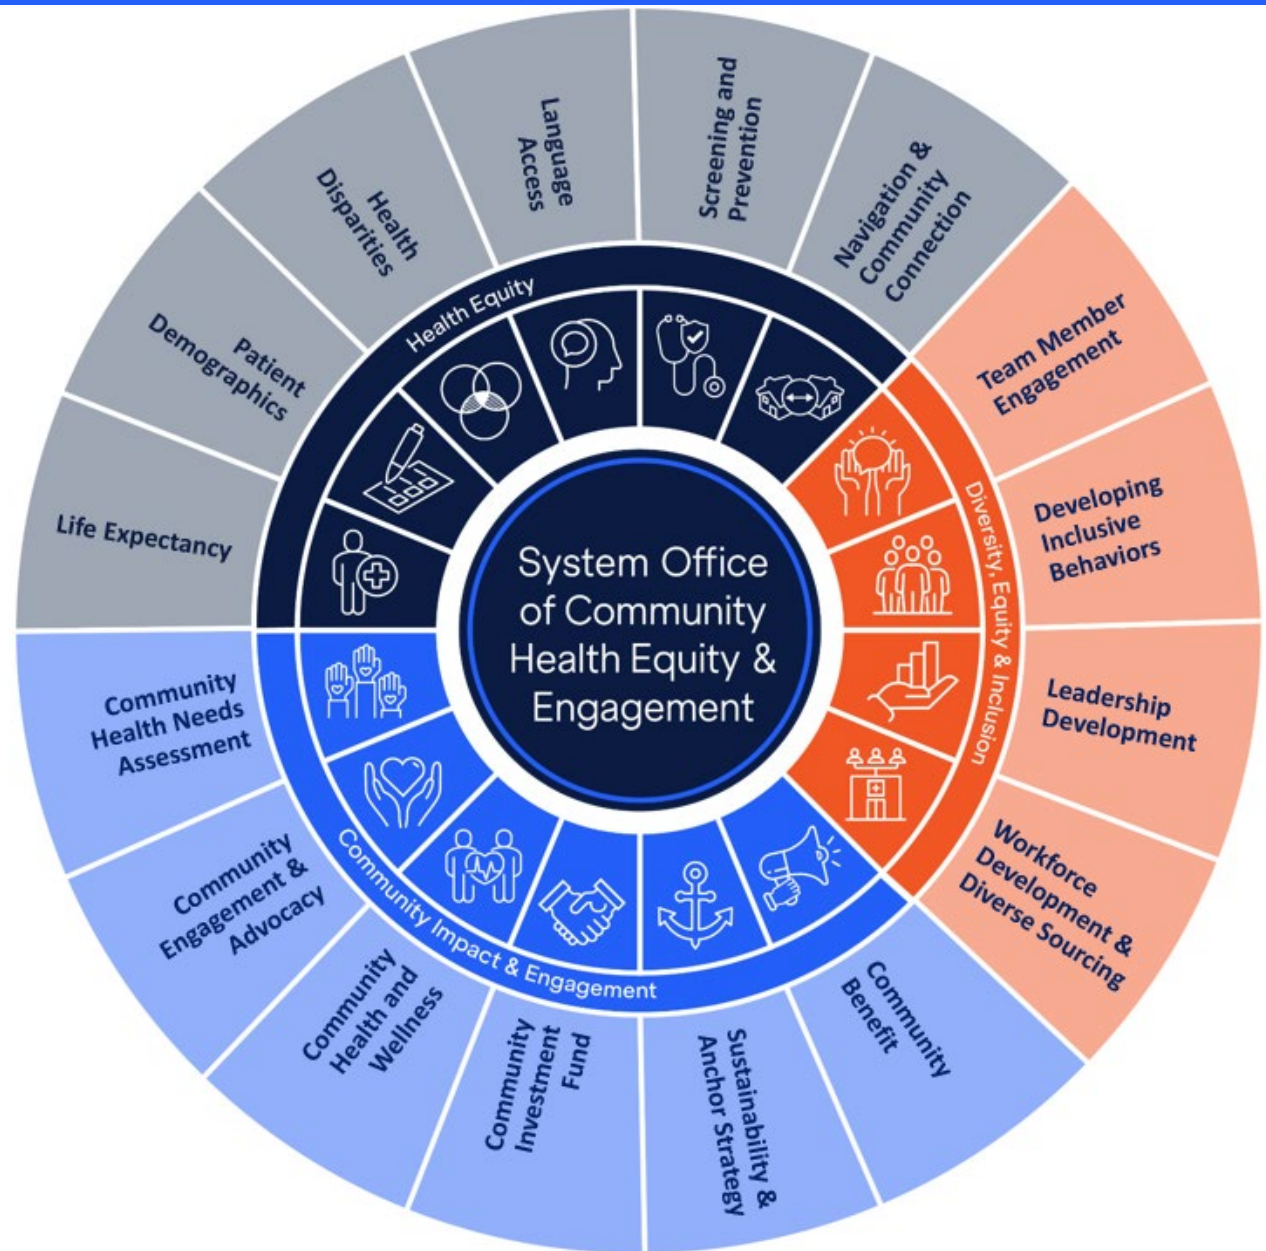 System Office
of Community
Health Equity &
Engagement
Health Equity
Life Expectancy
Patient
Demographics
Health
Disparities
Language
Access
Screening and
Prevention
Navigation &
Community
Connection
Diversity, Equity & Inclusion
Team Member
Engagement
Developing
Inclusive
Behaviors
Leadership
Development
Workforce
Development &
Diverse Sourcing
Community Impact & Engagement
Community
Health Needs
Assessment
Community
Engagement &
Advocacy
Community
Health and
Wellness
Community
Investment
Fund
Sustainability &
Anchor Strategy
Community
Benefit